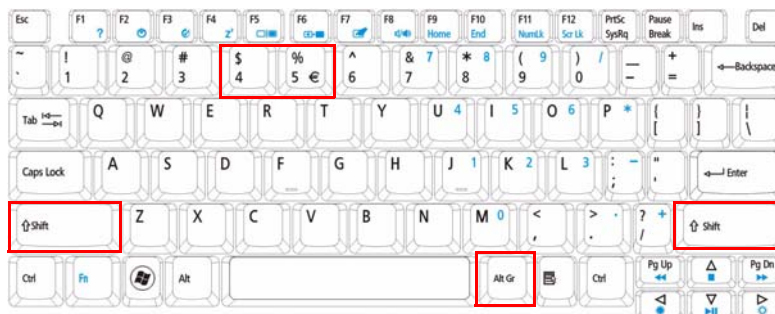 Esc F1 ? F2 F3 F4 Zz F5 F6 F7 F8 F9 Home F10 End F11 NumLk F12 Scr Lk PrtSc SysRq Pause Break Ins Del
~ ` ! 1 @ 2 # 3 $ 4 % 5 € ^ 6 & 7 7 * 8 8 ( 9 9 ) 0 / _ - + = Backspace
Tab Q W E R T Y U 4 I 5 O 6 P * { [ } ] | \
Caps Lock A S D F G H J 1 K 2 L 3 : ; - " ' Enter
Shift Z X C V B N M 0 < , > . . ? / + Shift
Ctrl Fn Alt Alt Gr Ctrl Pg Up Pg Dn